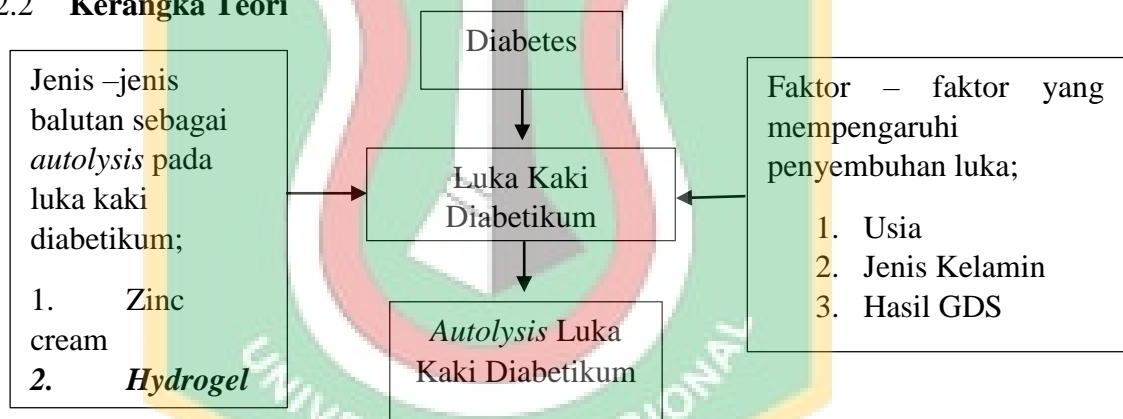 2.2 Kerangka Teori
Diabetes
Jenis –jenis
balutan sebagai
autolysis pada
luka kaki
diabetikum;
1. Zinc
cream
2. Hydrogel
Luka Kaki
Diabetikum
Autolysis Luka
Kaki Diabetikum
Faktor – faktor yang
mempengaruhi
penyembuhan luka;
1. Usia
2. Jenis Kelamin
3. Hasil GDS